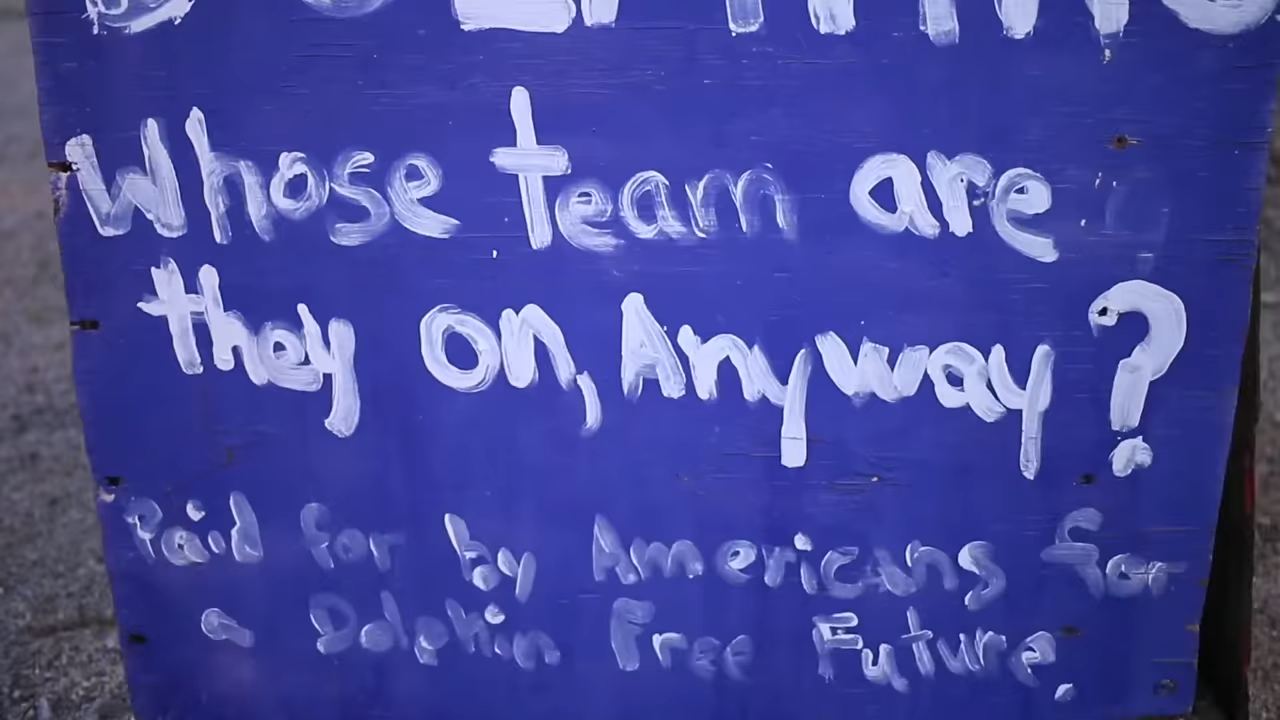 Whose team are
they on, Anyway?
Paid for by Americans for
a Dolphin Free Future.